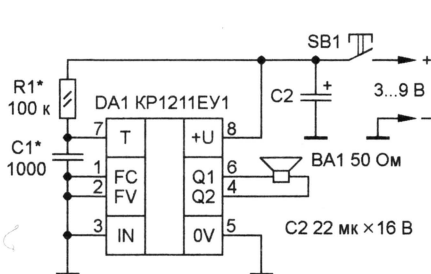 SB1
+
R1*
100 к
DA1 КР1211ЕУ1
C2
+
3...9 В
−
7
T
+U
8
C1*
1000
1
FC
Q1
6
BA1 50 Ом
2
FV
Q2
4
3
IN
0V
5
C2 22 мк × 16 В